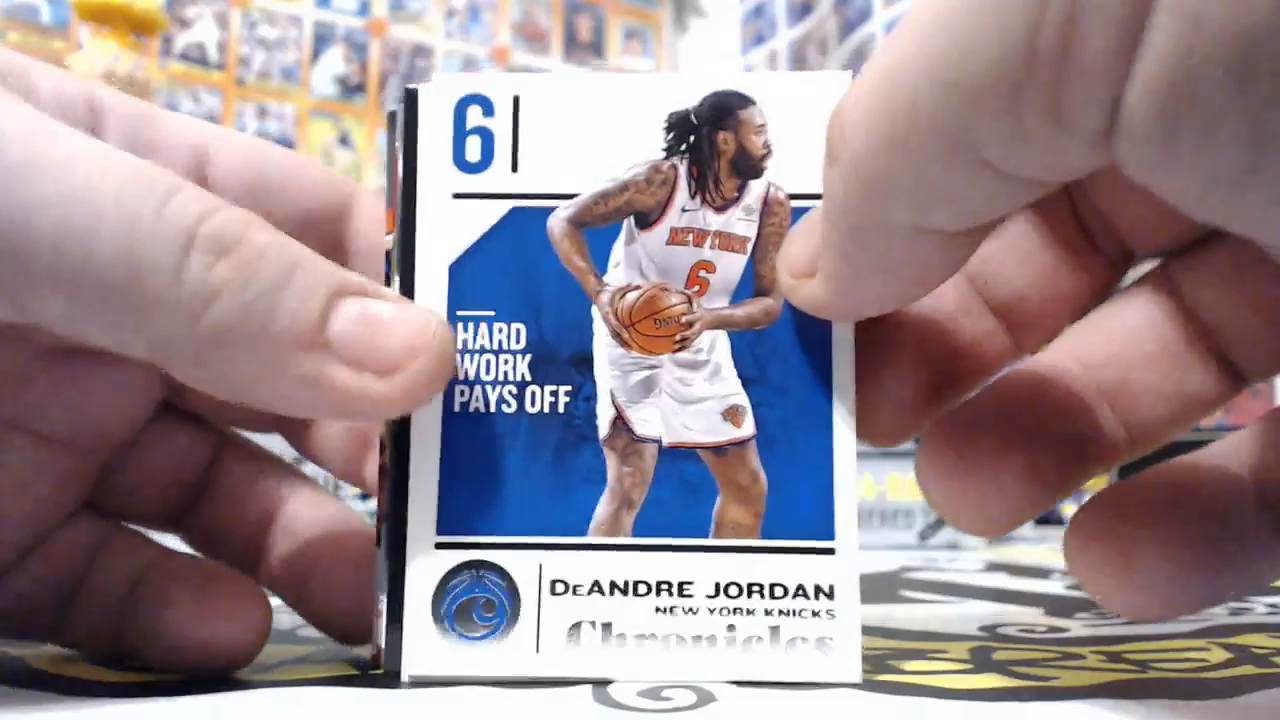 6
NEW YORK
6
HARD
WORK
PAYS OFF
DeANDRE JORDAN
NEW YORK KNICKS
Chronicles